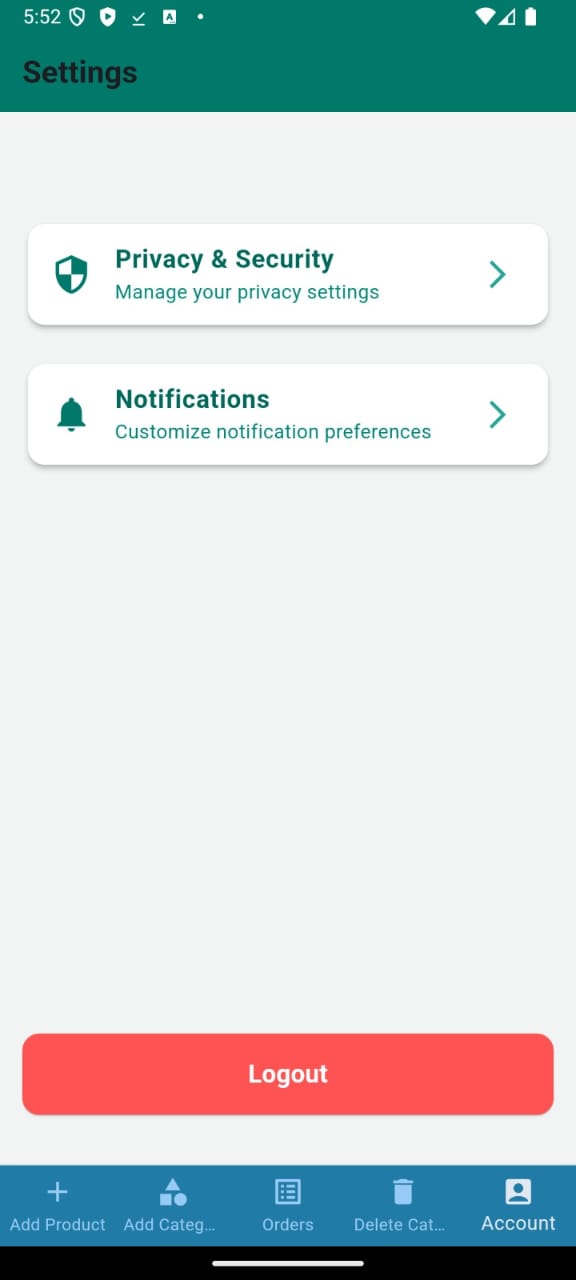 5:52
Settings
Privacy & Security
Manage your privacy settings
Notifications
Customize notification preferences
Logout
Add Product
Add Categ...
Orders
Delete Cat...
Account